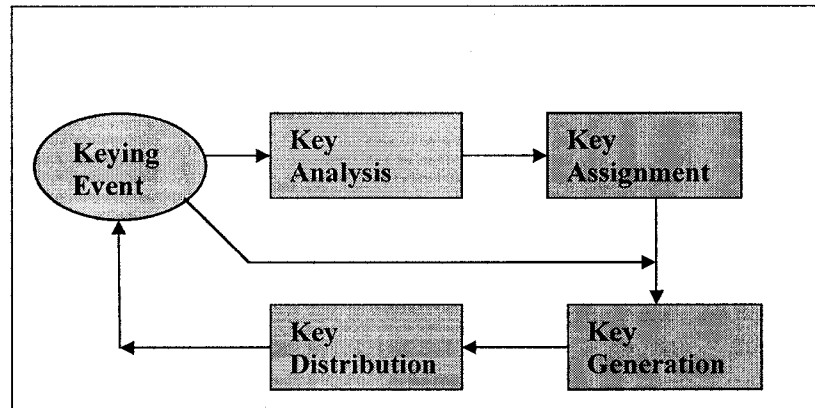 Keying
Event
Key
Analysis
Key
Assignment
Key
Distribution
Key
Generation